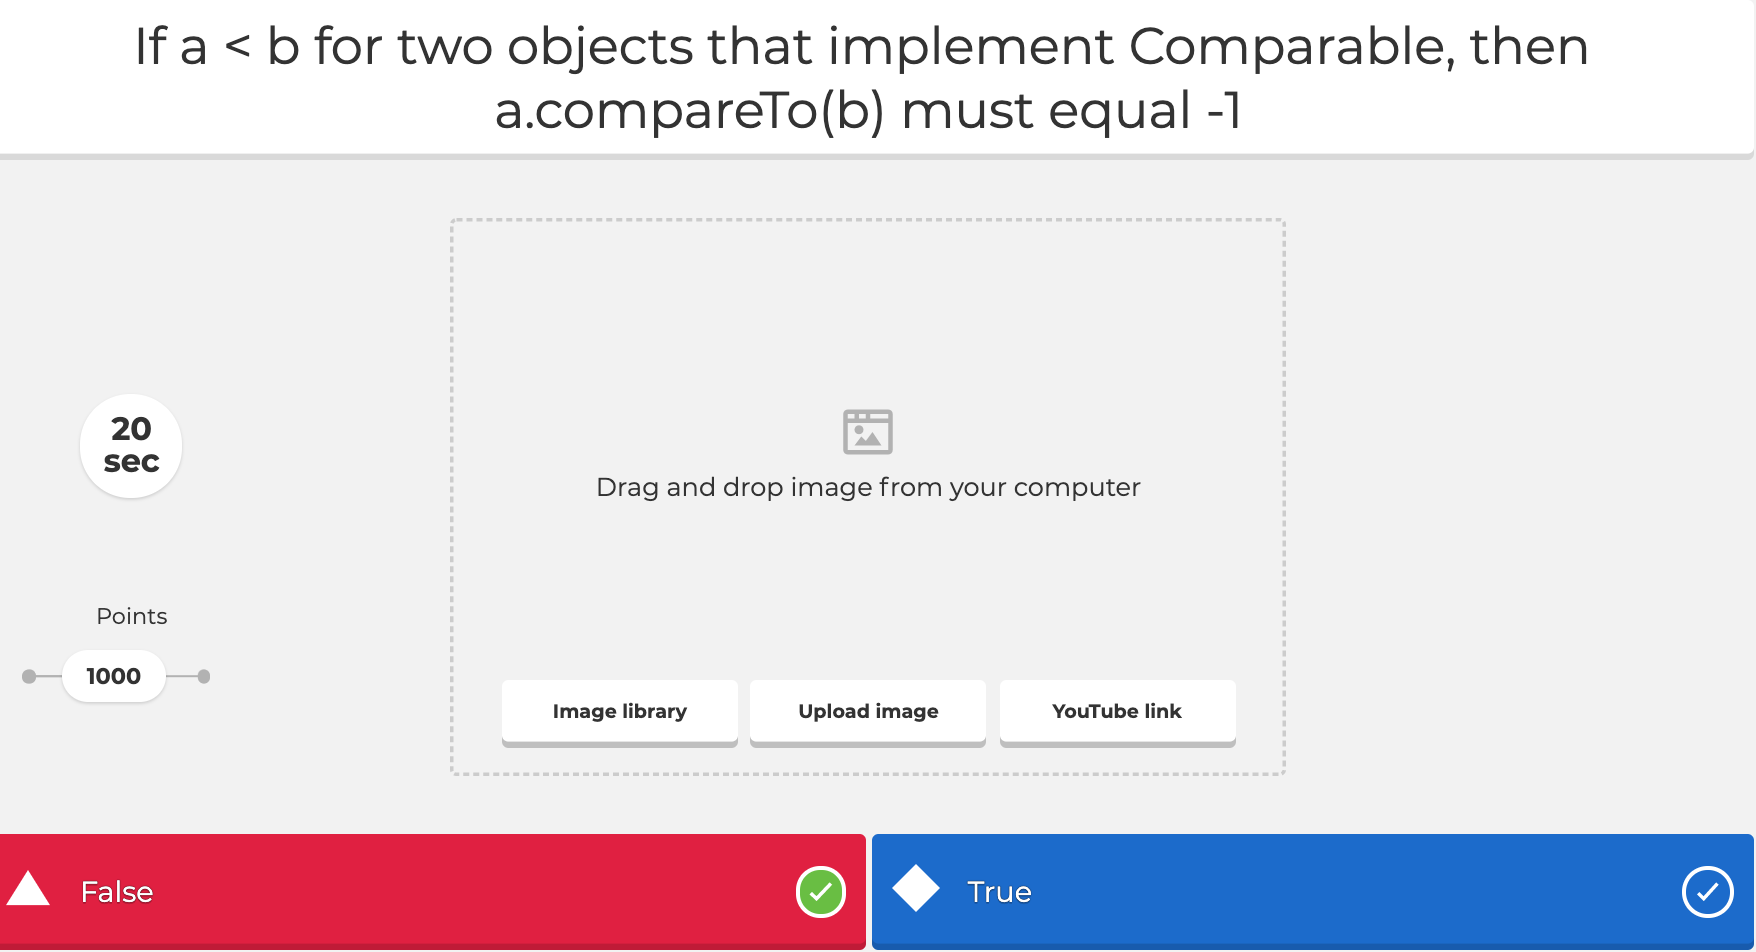 If a < b for two objects that implement Comparable, then
a.compareTo(b) must equal -1
20
sec
Drag and drop image from your computer
Points
1000
Image library
Upload image
YouTube link
False
True